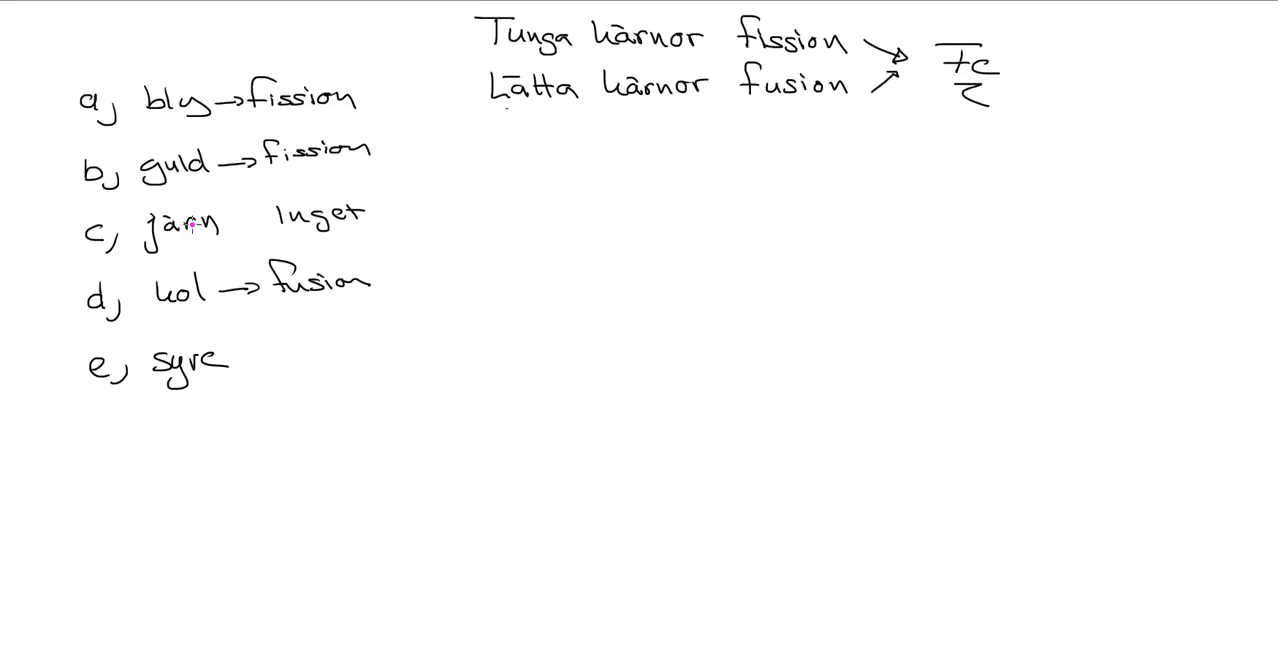 Tunga kärnor fission
Lätta kärnor fusion
Fe
a) bly → fission
b) guld → fission
c) järn Inget
d) kol → fusion
e) syre